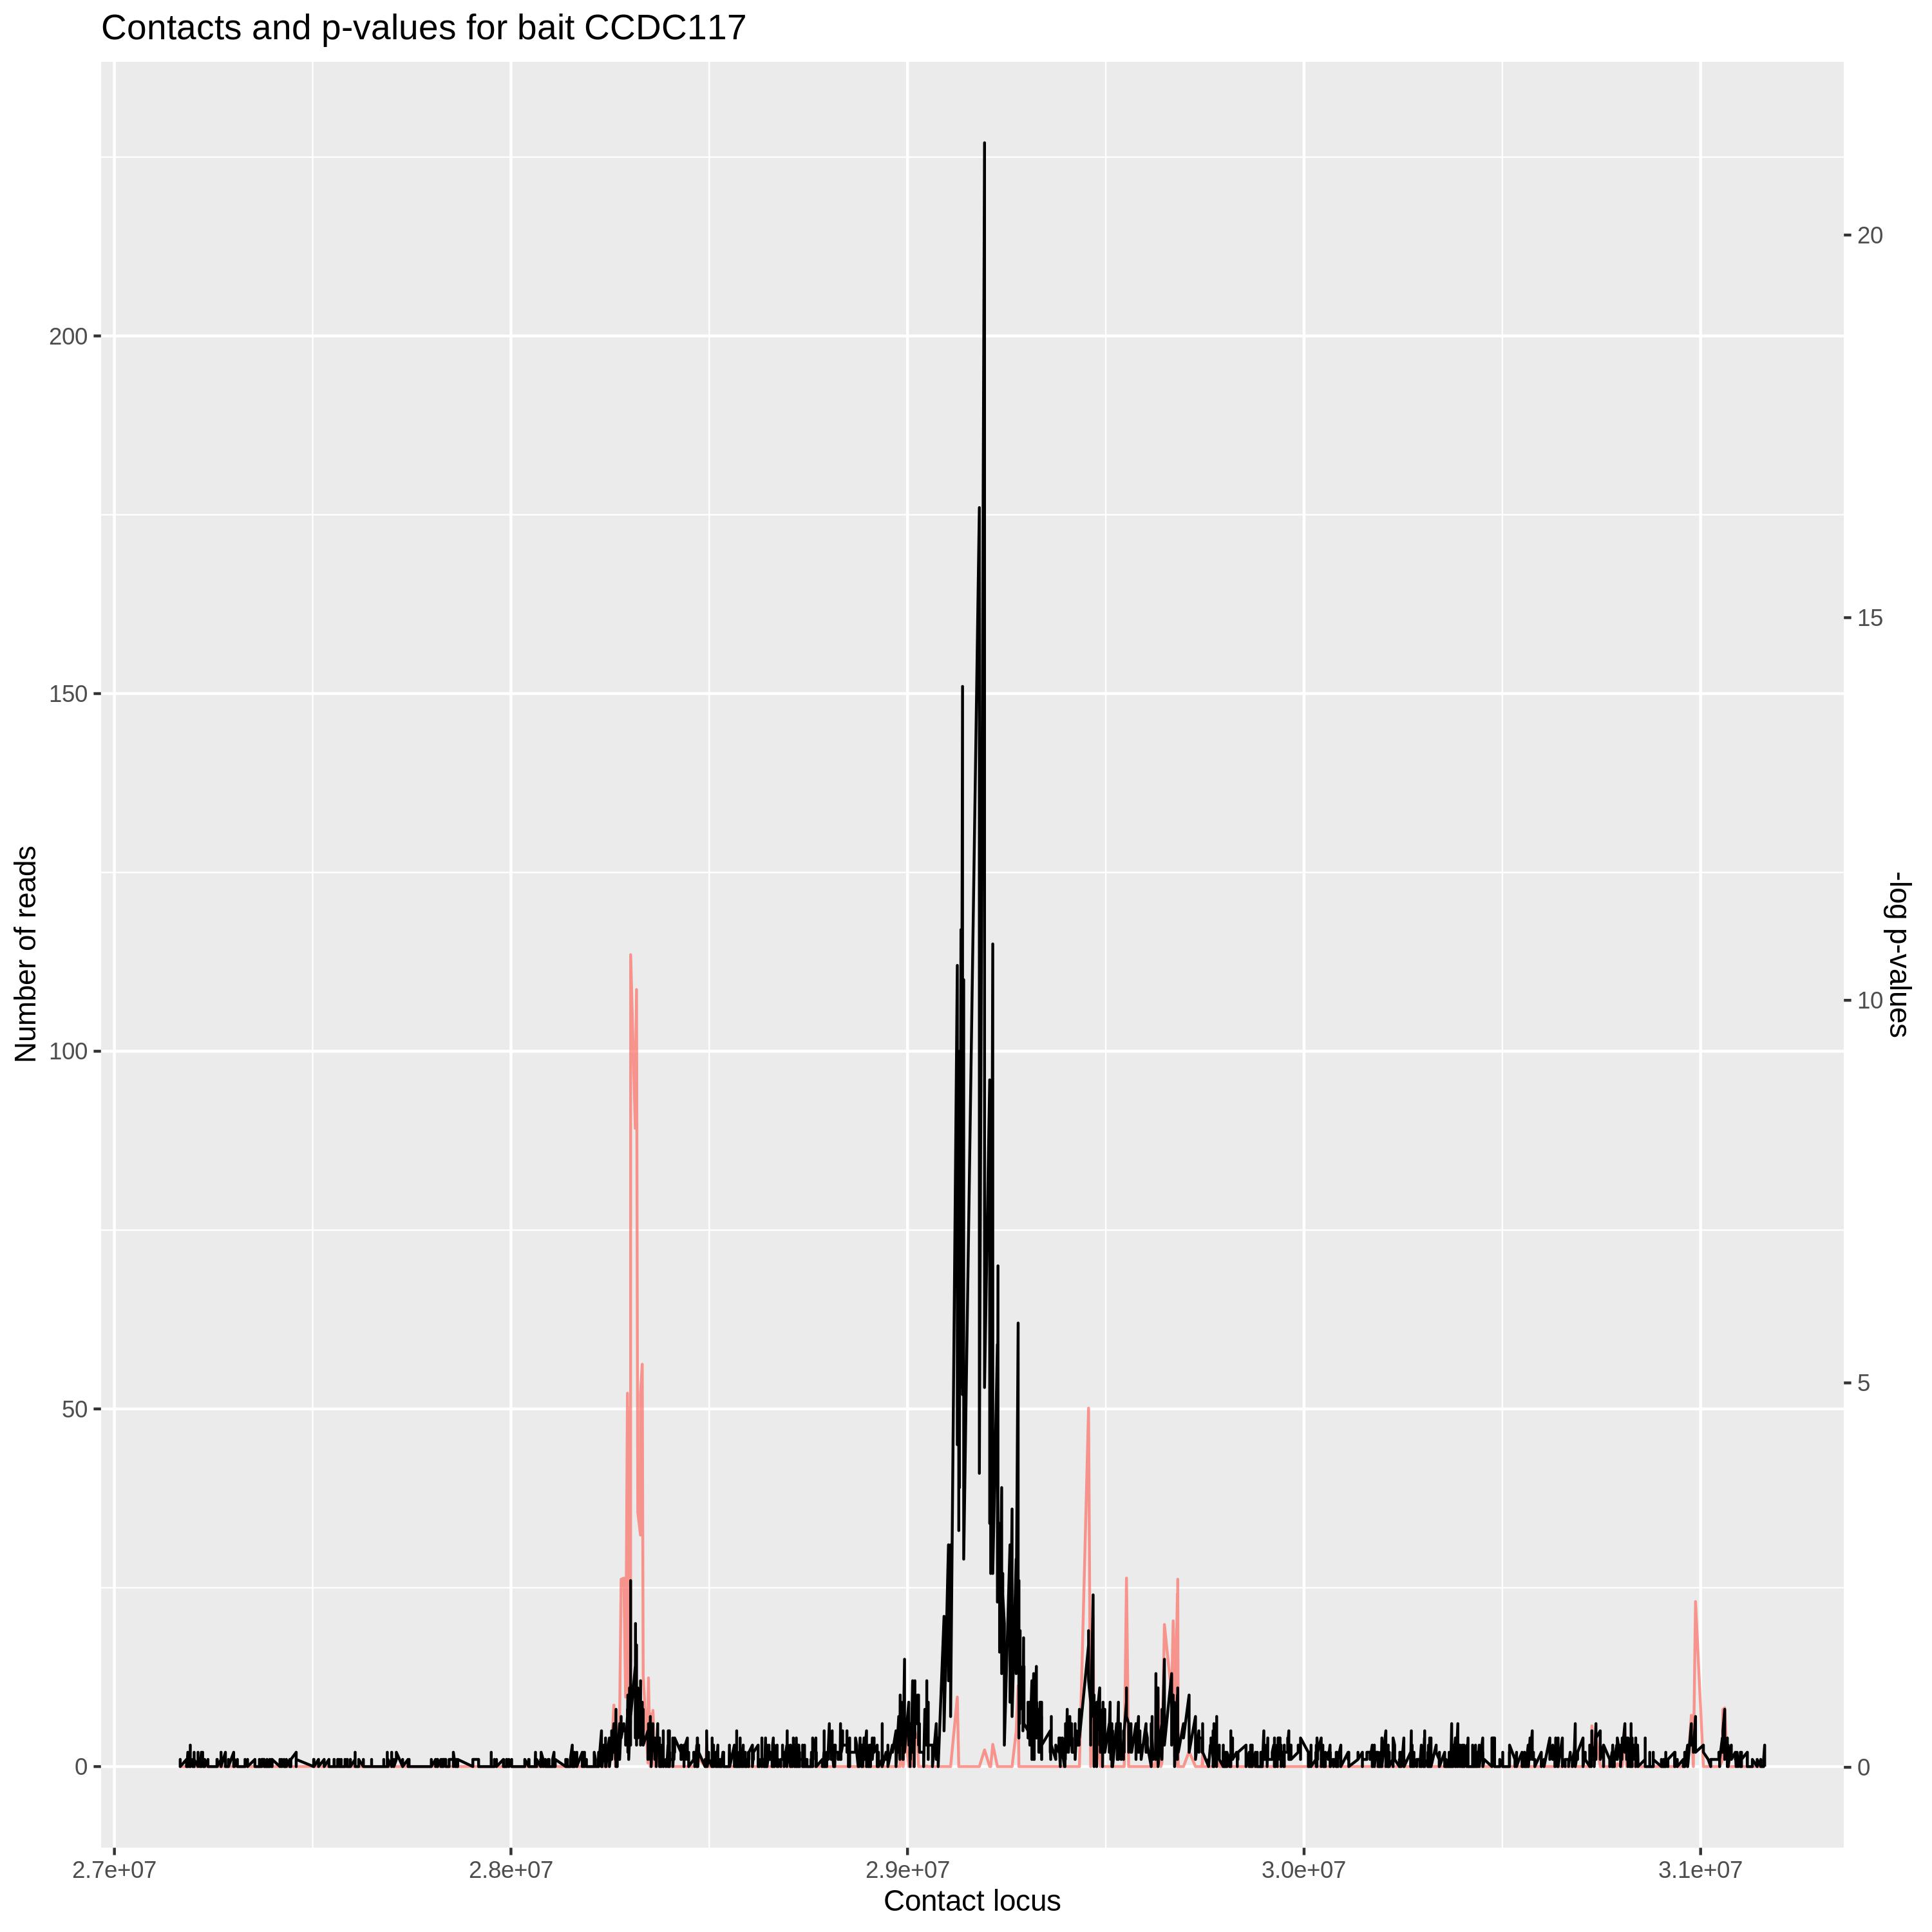 Contacts and p-values for bait CCDC117
Number of reads
200
150
100
50
0
20
15
10
5
0
-log p-values
2.7e+07
2.8e+07
2.9e+07
3.0e+07
3.1e+07
Contact locus